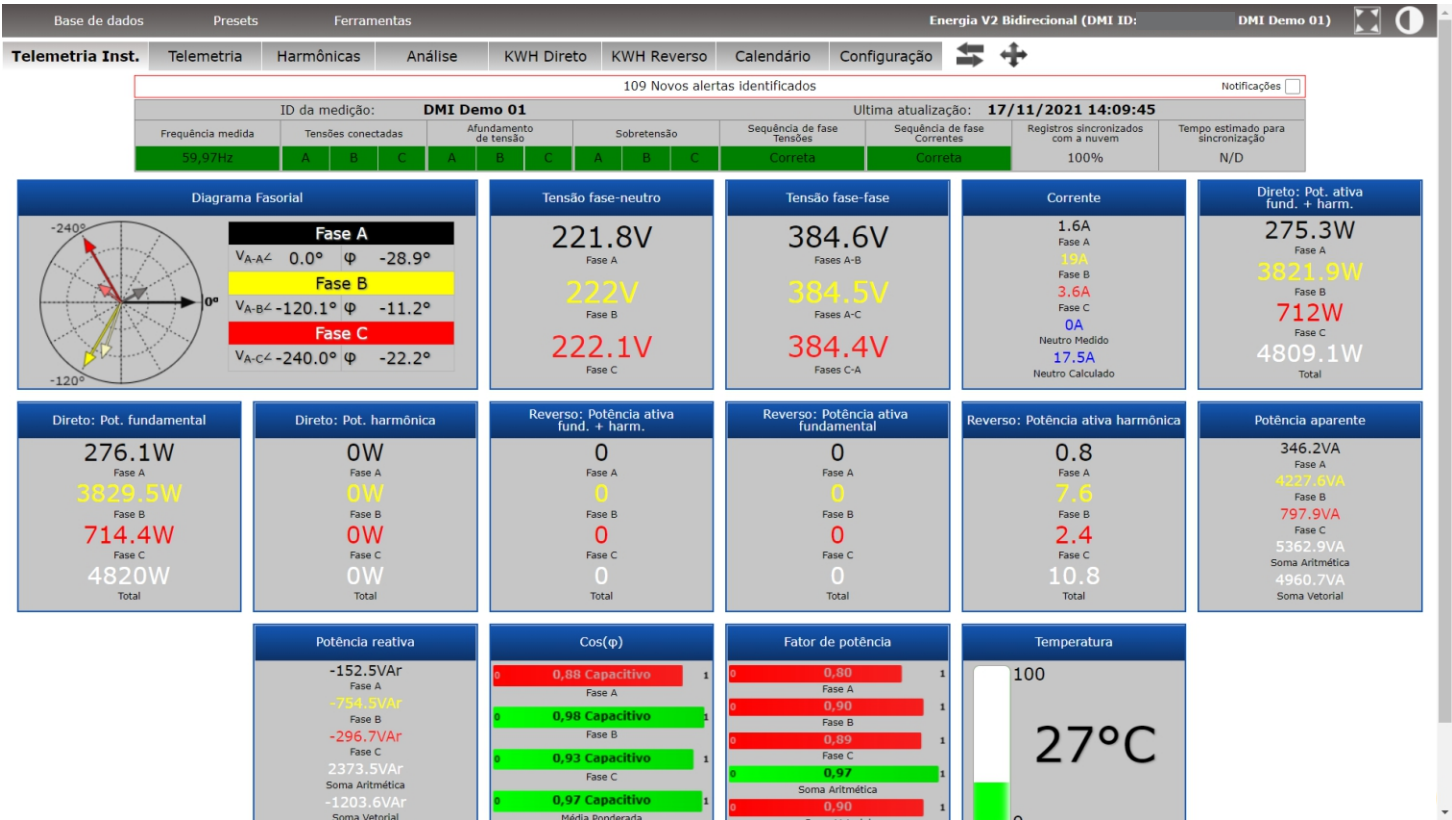 Base de dados Presets Ferramentas Energia V2 Bidirecional (DMI ID: DMI Demo 01)
Telemetria Inst. Telemetria Harmônicas Análise KWH Direto KWH Reverso Calendário Configuração
109 Novos alertas identificados Notificações
ID da medição: DMI Demo 01 Ultima atualização: 17/11/2021 14:09:45
Frequência medida Tensões conectadas Afundamento de tensão Sobretensão Sequência de fase Tensões Sequência de fase Correntes Registros sincronizados com a nuvem Tempo estimado para sincronização
59,97Hz A B C A B C A B C Correta Correta 100% N/D
Diagrama Fasorial
-240º
0º
-120º
Fase A
VA-A∠ 0.0° φ -28.9°
Fase B
VA-B∠ -120.1° φ -11.2°
Fase C
VA-C∠ -240.0° φ -22.2°
Tensão fase-neutro
221.8V
Fase A
222V
Fase B
222.1V
Fase C
Tensão fase-fase
384.6V
Fases A-B
384.5V
Fases A-C
384.4V
Fases C-A
Corrente
1.6A
Fase A
19A
Fase B
3.6A
Fase C
0A
Neutro Medido
17.5A
Neutro Calculado
Direto: Pot. ativa
fund. + harm.
275.3W
Fase A
3821.9W
Fase B
712W
Fase C
4809.1W
Total
Direto: Pot. fundamental
276.1W
Fase A
3829.5W
Fase B
714.4W
Fase C
4820W
Total
Direto: Pot. harmônica
0W
Fase A
0W
Fase B
0W
Fase C
0W
Total
Reverso: Potência ativa
fund. + harm.
0
Fase A
0
Fase B
0
Fase C
0
Total
Reverso: Potência ativa
fundamental
0
Fase A
0
Fase B
0
Fase C
0
Total
Reverso: Potência ativa harmônica
0.8
Fase A
7.6
Fase B
2.4
Fase C
10.8
Total
Potência aparente
346.2VA
Fase A
4227.6VA
Fase B
797.9VA
Fase C
5362.9VA
Soma Aritmética
4960.7VA
Soma Vetorial
Potência reativa
-152.5VAr
Fase A
-754.5VAr
Fase B
-296.7VAr
Fase C
2373.5VAr
Soma Aritmética
-1203.6VAr
Soma Vetorial
Cos(φ)
0 0,88 Capacitivo 1
Fase A
0 0,98 Capacitivo 1
Fase B
0 0,93 Capacitivo 1
Fase C
0 0,97 Capacitivo 1
Média Ponderada
Fator de potência
0 0,80 1
Fase A
0 0,90 1
Fase B
0 0,89 1
Fase C
0 0,97 1
Soma Aritmética
0 0,90 1
Temperatura
100
27°C
0